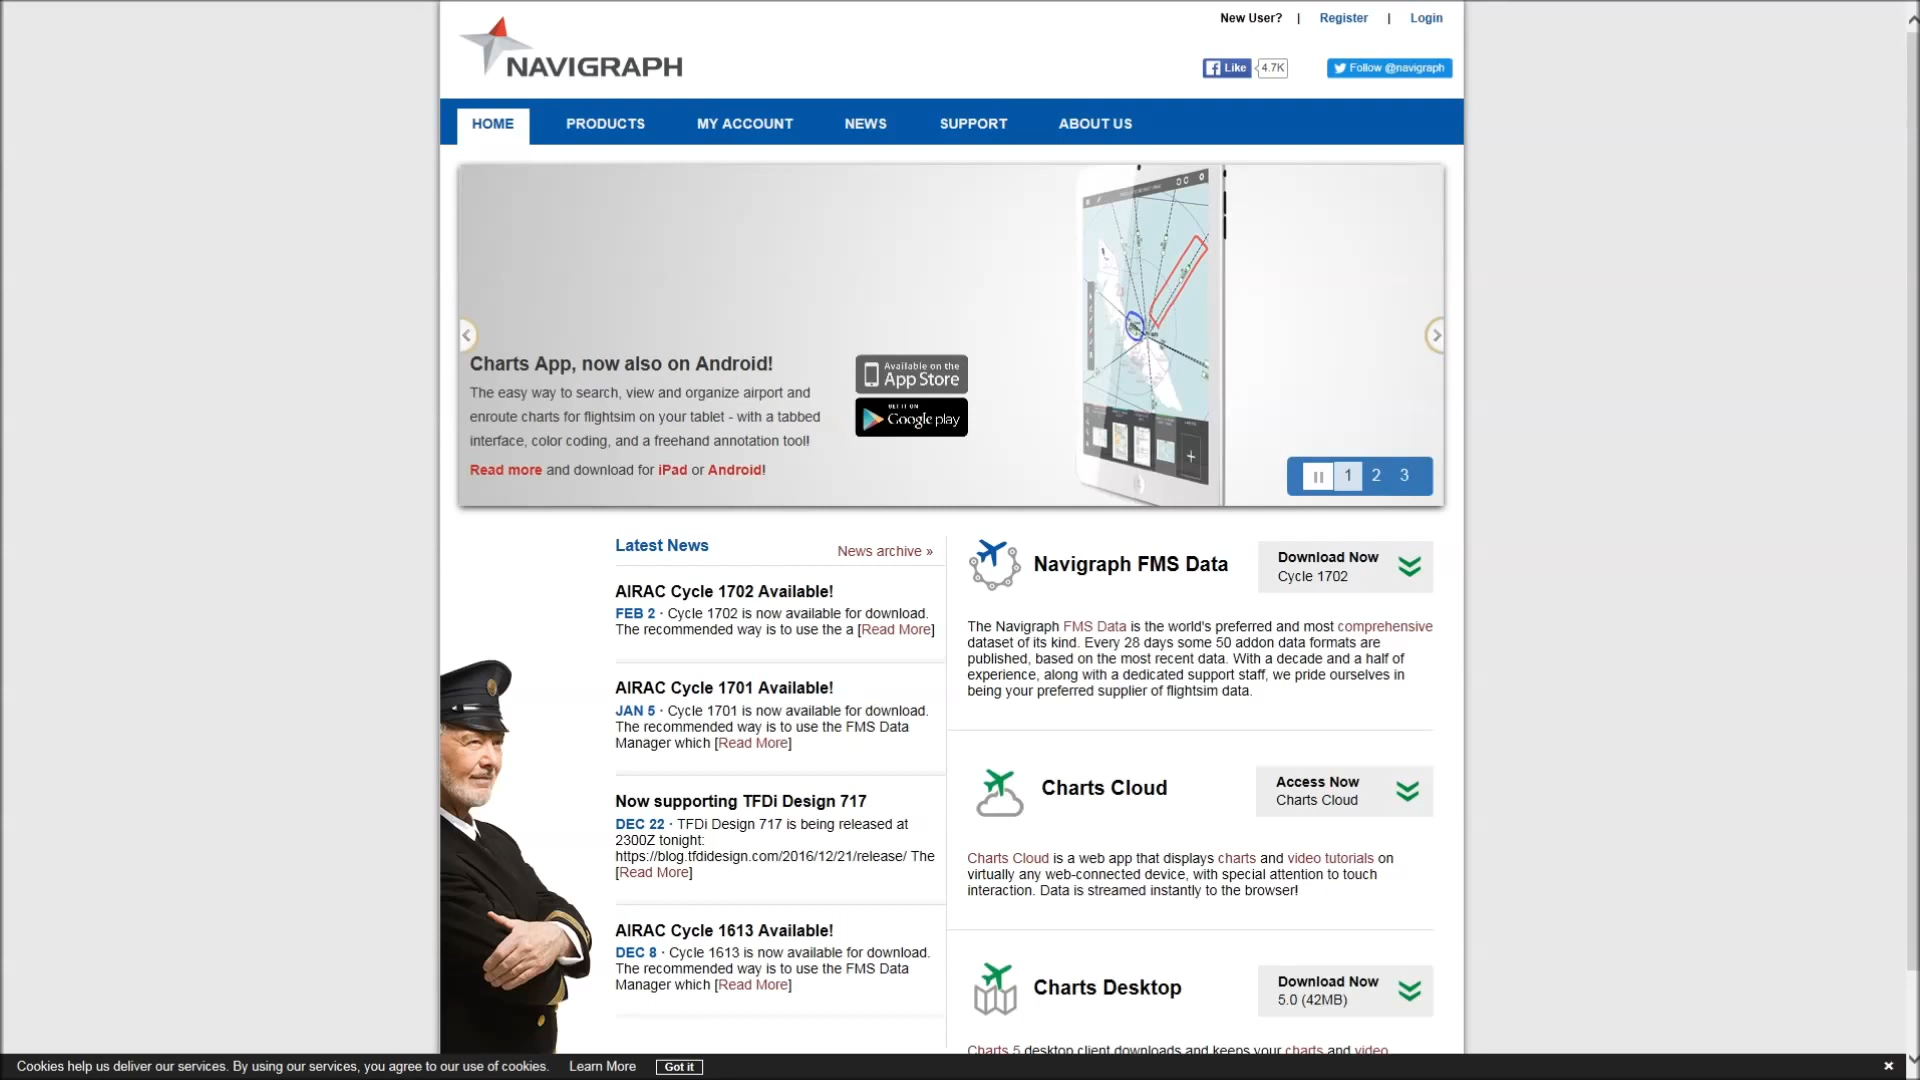 New User? | Register | Login
NAVIGRAPH
Like 4.7K Follow @navigraph
HOME PRODUCTS MY ACCOUNT NEWS SUPPORT ABOUT US
Charts App, now also on Android!
The easy way to search, view and organize airport and
enroute charts for flightsim on your tablet - with a tabbed
interface, color coding, and a freehand annotation tool!
Read more and download for iPad or Android!
Available on the
App Store
GET IT ON
Google play
1 2 3
Latest News
News archive »
AIRAC Cycle 1702 Available!
FEB 2 · Cycle 1702 is now available for download.
The recommended way is to use the a [Read More]
AIRAC Cycle 1701 Available!
JAN 5 · Cycle 1701 is now available for download.
The recommended way is to use the FMS Data
Manager which [Read More]
Now supporting TFDi Design 717
DEC 22 · TFDi Design 717 is being released at
2300Z tonight:
https://blog.tfdidesign.com/2016/12/21/release/ The
[Read More]
AIRAC Cycle 1613 Available!
DEC 8 · Cycle 1613 is now available for download.
The recommended way is to use the FMS Data
Manager which [Read More]
Navigraph FMS Data
Download Now
Cycle 1702
The Navigraph FMS Data is the world's preferred and most comprehensive
dataset of its kind. Every 28 days some 50 addon data formats are
published, based on the most recent data. With a decade and a half of
experience, along with a dedicated support staff, we pride ourselves in
being your preferred supplier of flightsim data.
Charts Cloud
Access Now
Charts Cloud
Charts Cloud is a web app that displays charts and video tutorials on
virtually any web-connected device, with special attention to touch
interaction. Data is streamed instantly to the browser!
Charts Desktop
Download Now
5.0 (42MB)
Charts 5 desktop client downloads and keeps your charts and video
Cookies help us deliver our services. By using our services, you agree to our use of cookies. Learn More Got it